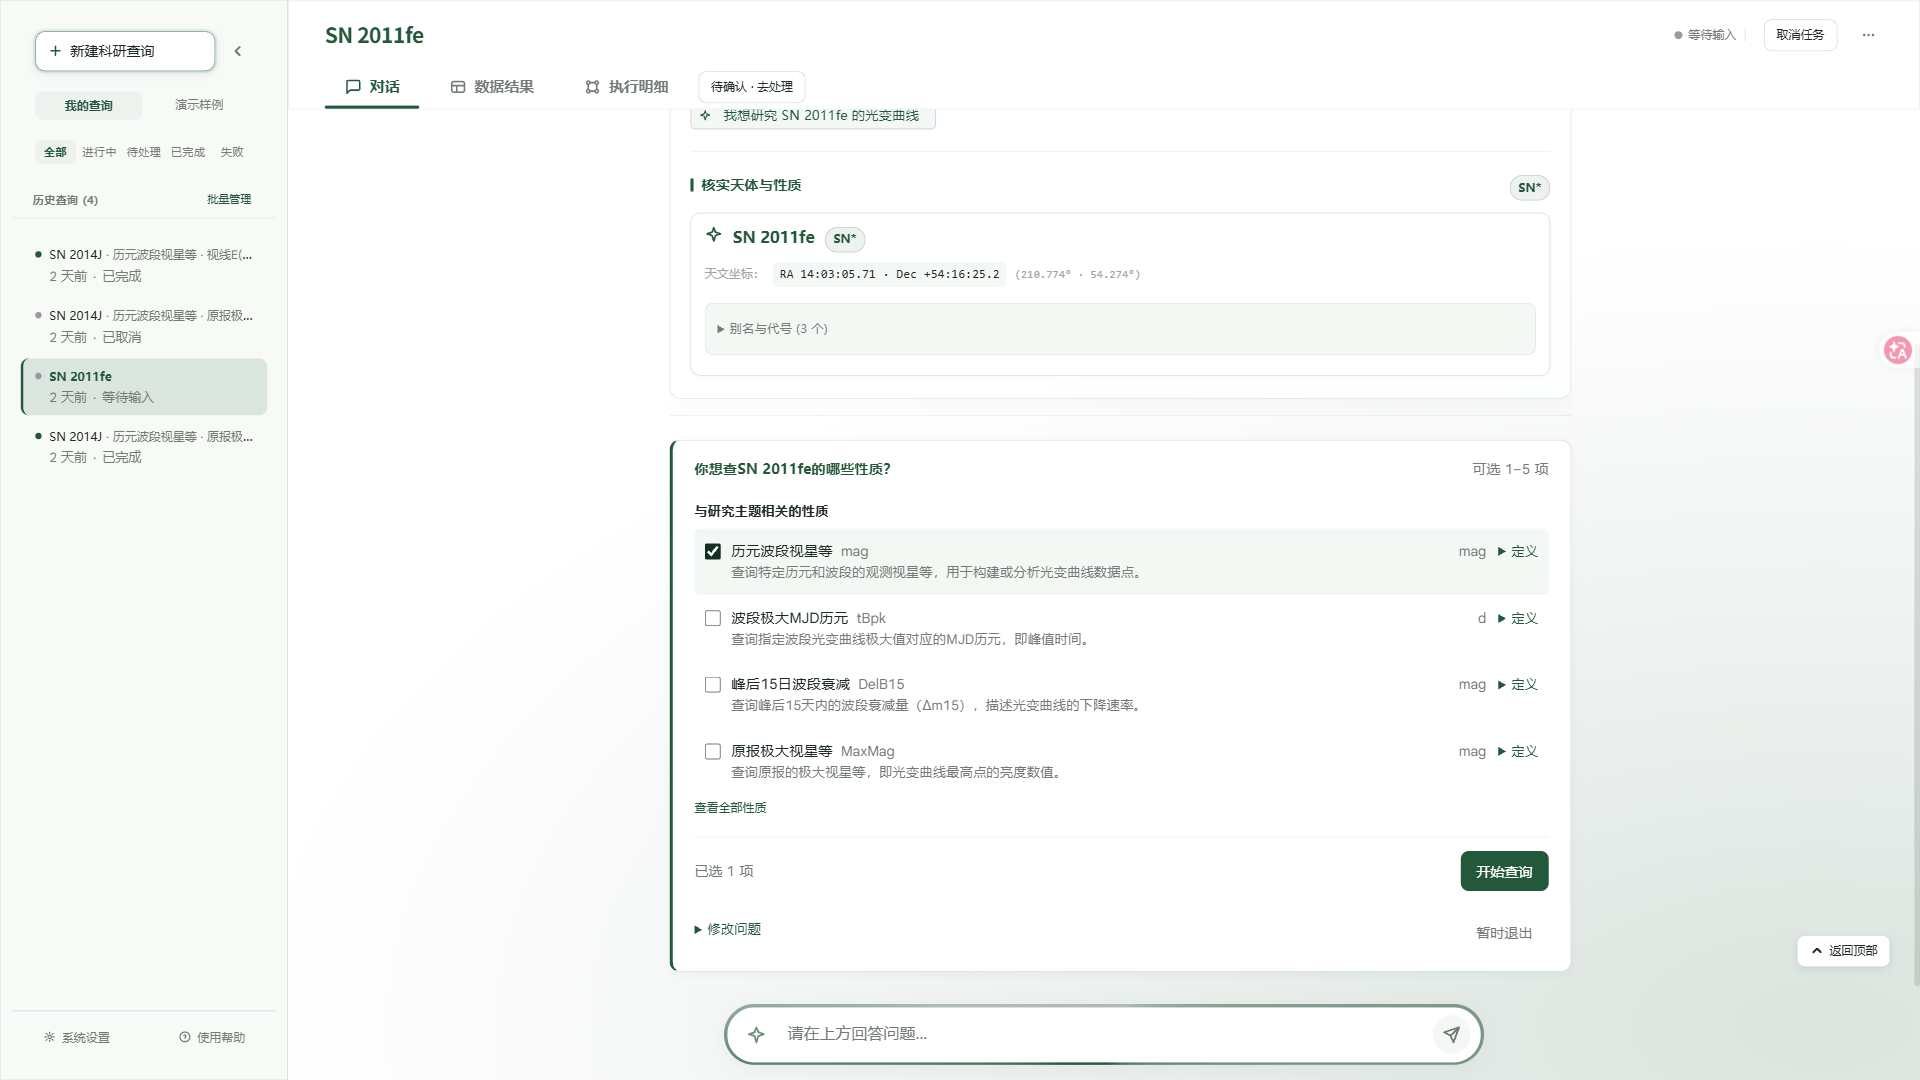 新建科研查询
我的查询
演示样例
全部
进行中
待处理
已完成
失败
历史查询 (4)
批量管理
SN 2014J · 历元波段视星等 · 视线E(...
2 天前 · 已完成
SN 2014J · 历元波段视星等 · 原报极...
2 天前 · 已取消
SN 2011fe
2 天前 · 等待输入
SN 2014J · 历元波段视星等 · 原报极...
2 天前 · 已完成
系统设置
使用帮助
SN 2011fe
等待输入
取消任务
对话
数据结果
执行明细
待确认 · 去处理
我想研究 SN 2011fe 的光变曲线
核实天体与性质
SN*
SN 2011fe
SN*
天文坐标:
RA 14:03:05.71 · Dec +54:16:25.2
(210.774° · 54.274°)
别名与代号 (3 个)
你想查SN 2011fe的哪些性质?
可选 1–5 项
与研究主题相关的性质
历元波段视星等 mag
mag
定义
查询特定历元和波段的观测视星等，用于构建或分析光变曲线数据点。
波段极大MJD历元 tBpk
d
定义
查询指定波段光变曲线极大值对应的MJD历元，即峰值时间。
峰后15日波段衰减 DelB15
mag
定义
查询峰后15天内的波段衰减量（Δm15），描述光变曲线的下降速率。
原报极大视星等 MaxMag
mag
定义
查询原报的极大视星等，即光变曲线最高点的亮度数值。
查看全部性质
已选 1 项
开始查询
修改问题
暂时退出
返回顶部
请在上方回答问题...